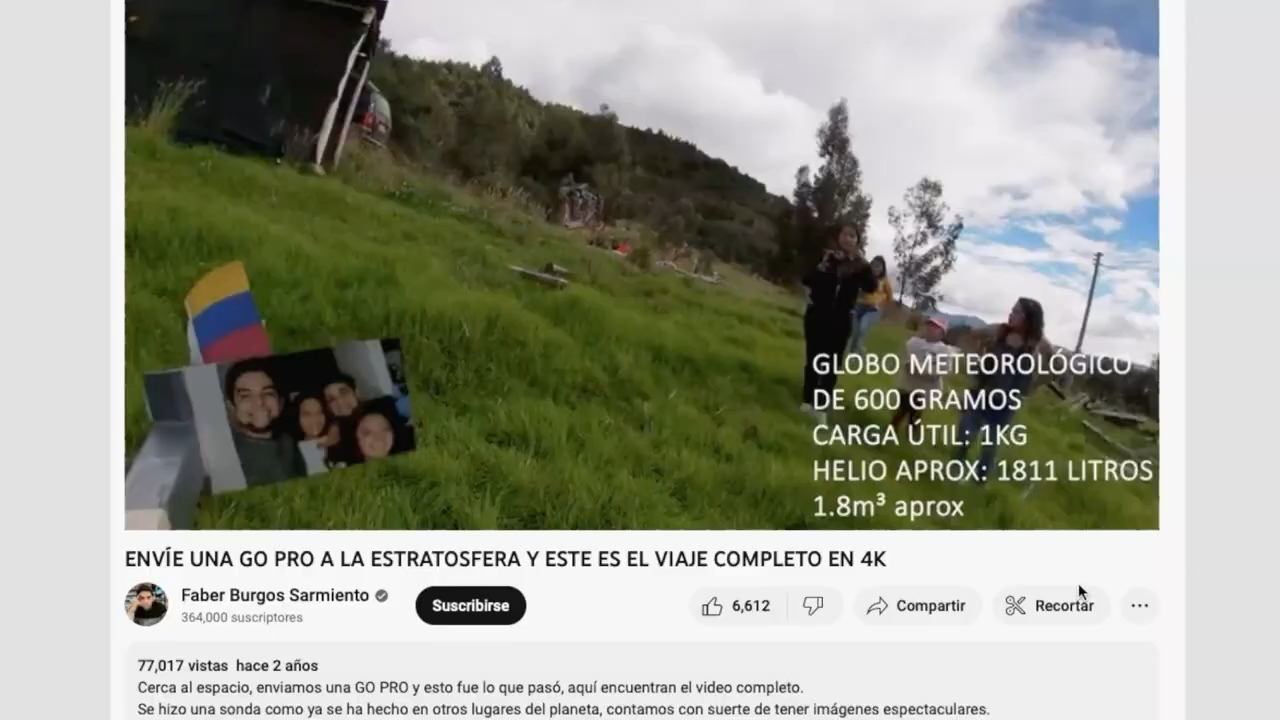 GLOBO METEOROLÓGICO
DE 600 GRAMOS
CARGA ÚTIL: 1KG
HELIO APROX: 1811 LITROS
1.8m³ aprox
ENVÍE UNA GO PRO A LA ESTRATOSFERA Y ESTE ES EL VIAJE COMPLETO EN 4K
Faber Burgos Sarmiento
364,000 suscriptores
Suscribirse
6,612
Compartir
Recortar
77,017 vistas hace 2 años
Cerca al espacio, enviamos una GO PRO y esto fue lo que pasó, aquí encuentran el video completo.
Se hizo una sonda como ya se ha hecho en otros lugares del planeta, contamos con suerte de tener imágenes espectaculares.